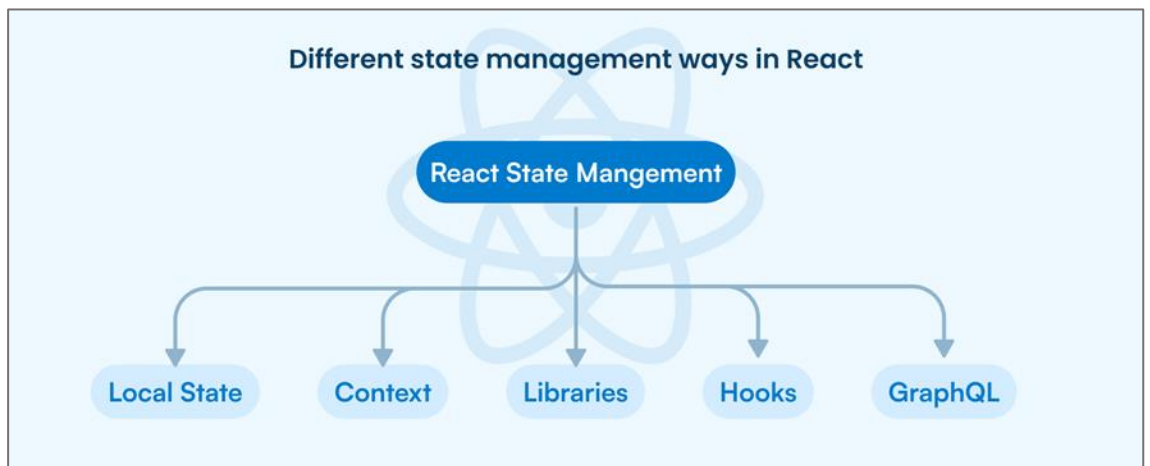 Different state management ways in React
React State Mangement
Local State
Context
Libraries
Hooks
GraphQL